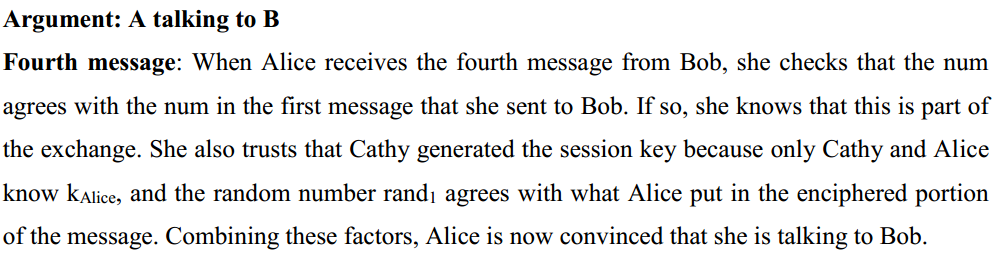 Argument: A talking to B
Fourth message: When Alice receives the fourth message from Bob, she checks that the num
agrees with the num in the first message that she sent to Bob. If so, she knows that this is part of
the exchange. She also trusts that Cathy generated the session key because only Cathy and Alice
know kAlice, and the random number rand1 agrees with what Alice put in the enciphered portion
of the message. Combining these factors, Alice is now convinced that she is talking to Bob.